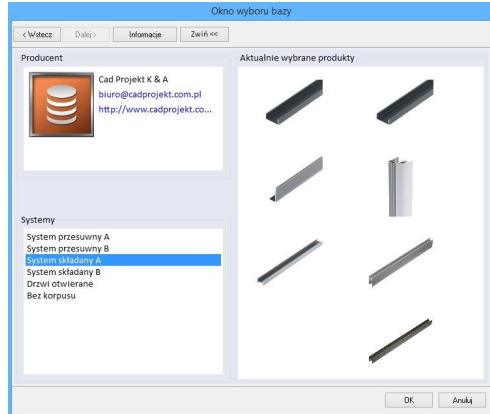 Okno wyboru bazy
< Wstecz
Dalej >
Informacje
Zwiń <<
Producent
Cad Projekt K & A
biuro@cadprojekt.com.pl
http://www.cadprojekt.co...
Systemy
System przesuwny A
System przesuwny B
System składany A
System składany B
Drzwi otwierane
Bez korpusu
Aktualnie wybrane produkty
OK
Anuluj